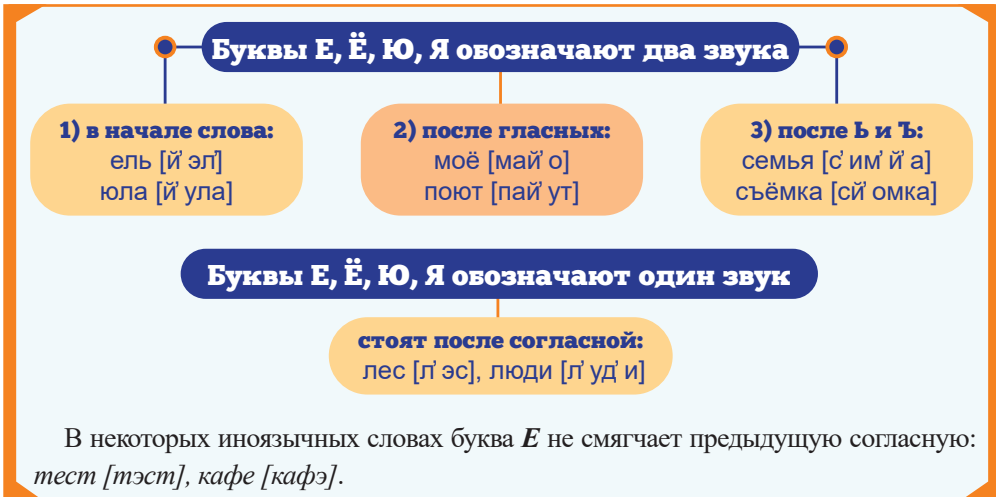 Буквы Е, Ё, Ю, Я обозначают два звука
1) в начале слова:
ель [й’эл’]
юла [й’ула]
2) после гласных:
моё [май’о]
поют [пай’ут]
3) после Ь и Ъ:
семья [с’им’й’а]
съёмка [сй’омка]
Буквы Е, Ё, Ю, Я обозначают один звук
стоят после согласной:
лес [л’эс], люди [л’уд’и]
В некоторых иноязычных словах буква Е не смягчает предыдущую согласную:
тест [тэст], кафе [кафэ].